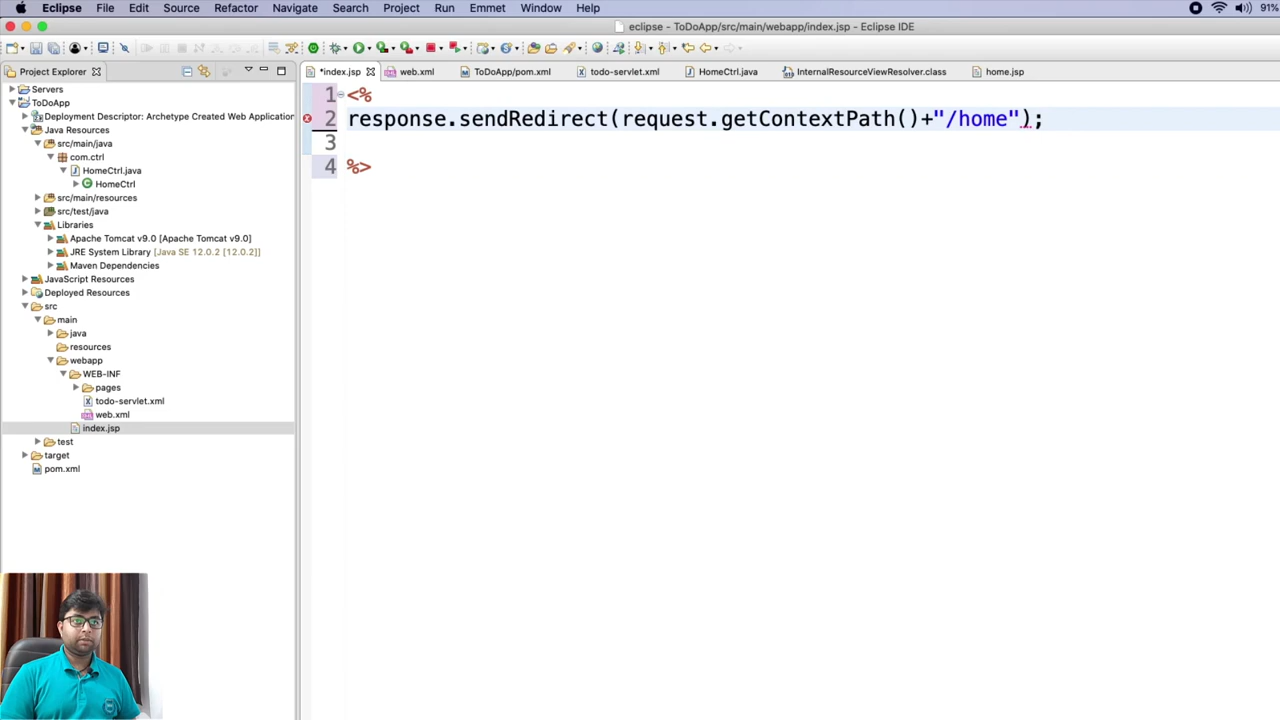 Eclipse File Edit Source Refactor Navigate Search Project Run Emmet Window Help 91%
eclipse - ToDoApp/src/main/webapp/index.jsp - Eclipse IDE
Project Explorer
*index.jsp web.xml ToDoApp/pom.xml todo-servlet.xml HomeCtrl.java InternalResourceViewResolver.class home.jsp
Servers
ToDoApp
Deployment Descriptor: Archetype Created Web Application
Java Resources
src/main/java
com.ctrl
HomeCtrl.java
HomeCtrl
src/main/resources
src/test/java
Libraries
Apache Tomcat v9.0 [Apache Tomcat v9.0]
JRE System Library [Java SE 12.0.2 [12.0.2]]
Maven Dependencies
JavaScript Resources
Deployed Resources
src
main
java
resources
webapp
WEB-INF
pages
todo-servlet.xml
web.xml
index.jsp
test
target
pom.xml
1 <%
2 response.sendRedirect(request.getContextPath()+"/home");
3
4 %>